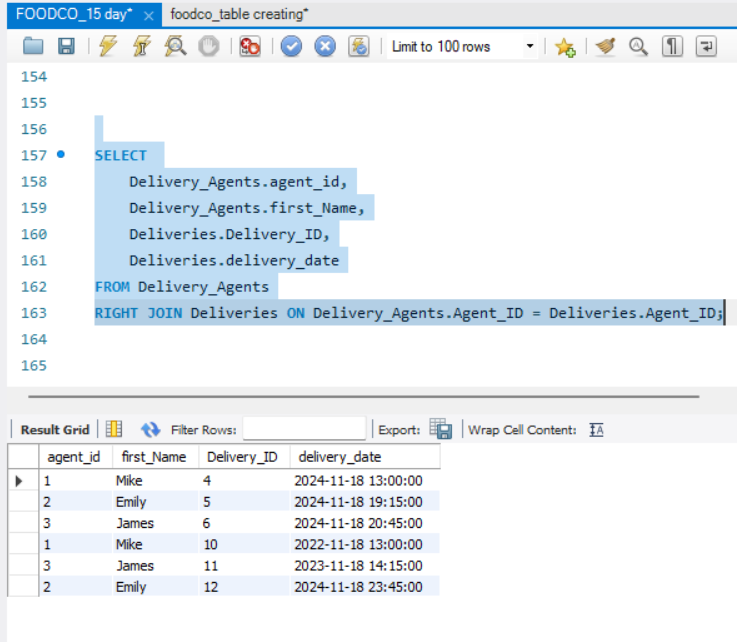 FOODCO_15 day* × foodco_table creating*
Limit to 100 rows
154
155
156
157 SELECT
158 Delivery_Agents.agent_id,
159 Delivery_Agents.first_Name,
160 Deliveries.Delivery_ID,
161 Deliveries.delivery_date
162 FROM Delivery_Agents
163 RIGHT JOIN Deliveries ON Delivery_Agents.Agent_ID = Deliveries.Agent_ID;
164
165
Result Grid Filter Rows: Export: Wrap Cell Content: IA
agent_id first_Name Delivery_ID delivery_date
1 Mike 4 2024-11-18 13:00:00
2 Emily 5 2024-11-18 19:15:00
3 James 6 2024-11-18 20:45:00
1 Mike 10 2022-11-18 13:00:00
3 James 11 2023-11-18 14:15:00
2 Emily 12 2024-11-18 23:45:00